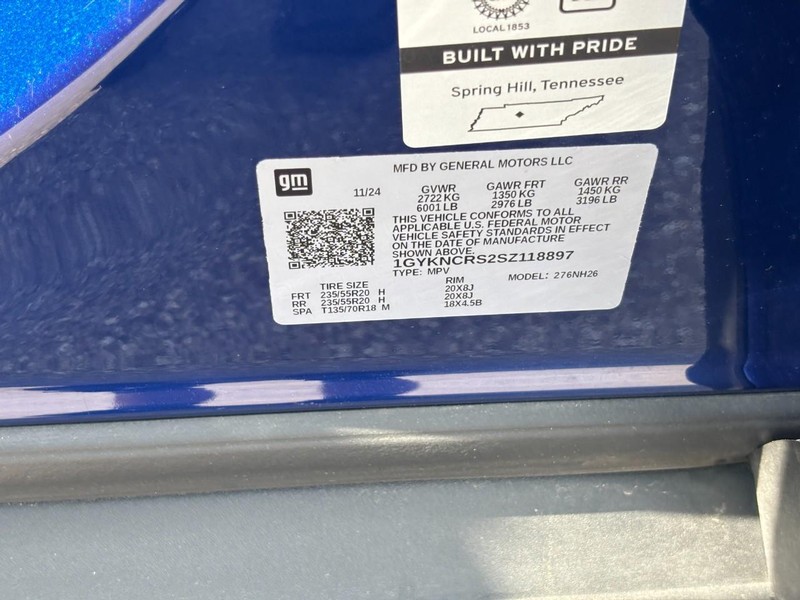 LOCAL 1853
BUILT WITH PRIDE
Spring Hill, Tennessee
gm
MFD BY GENERAL MOTORS LLC
11/24 GVWR GAWR FRT GAWR RR
2722 KG 1350 KG 1450 KG
6001 LB 2976 LB 3196 LB
THIS VEHICLE CONFORMS TO ALL
APPLICABLE U.S. FEDERAL MOTOR
VEHICLE SAFETY STANDARDS IN EFFECT
ON THE DATE OF MANUFACTURE
SHOWN ABOVE.
1GYKNCRS2SZ118897
TYPE: MPV MODEL: 276NH26
TIRE SIZE RIM
FRT 235/55R20 H 20X8J
RR 235/55R20 H 20X8J
SPA T135/70R18 M 18X4.5B